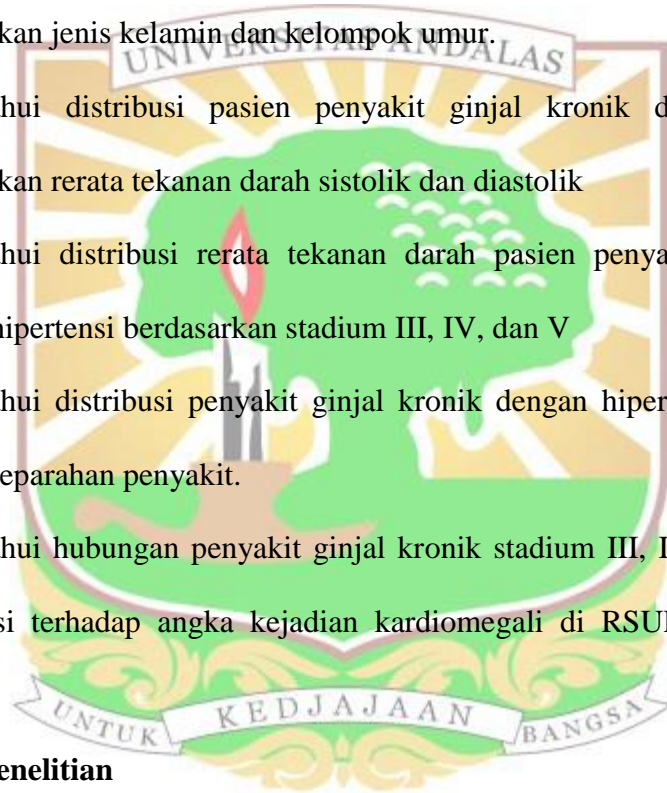 kan jenis kelamin dan kelompok umur.
UNIVERSITAS ANDALAS
hui distribusi pasien penyakit ginjal kronik d
kan rerata tekanan darah sistolik dan diastolik
hui distribusi rerata tekanan darah pasien penya
hipertensi berdasarkan stadium III, IV, dan V
hui distribusi penyakit ginjal kronik dengan hiper
eparahan penyakit.
hui hubungan penyakit ginjal kronik stadium III, I
si terhadap angka kejadian kardiomegali di RSU
UNTUK KEDJAJAAN BANGSA
enelitian